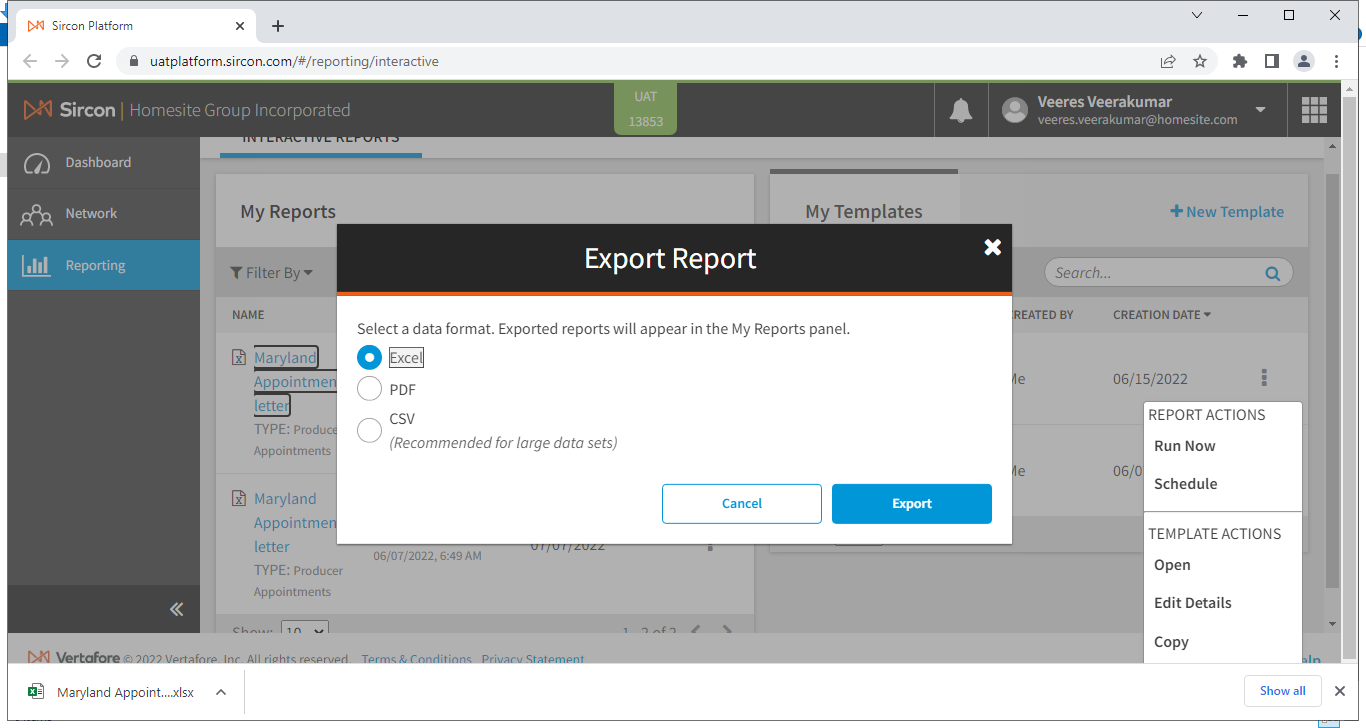 Sircon Platform
uatplatform.sircon.com/#/reporting/interactive
Sircon | Homesite Group Incorporated
UAT
13853
Veeres Veerakumar
veeres.veerakumar@homesite.com
Dashboard
Network
Reporting
INTERACTIVE REPORTS
My Reports
My Templates
New Template
Filter By
Search...
NAME
CREATED BY
CREATION DATE
Export Report
Select a data format. Exported reports will appear in the My Reports panel.
Excel
PDF
CSV
(Recommended for large data sets)
Cancel
Export
Maryland
Appointmen
letter
TYPE: Produce
Appointments
Me
06/15/2022
REPORT ACTIONS
Run Now
Schedule
TEMPLATE ACTIONS
Open
Edit Details
Copy
Me
06/0
Maryland
Appointmen
letter
TYPE: Producer
Appointments
06/07/2022, 6:49 AM
07/07/2022
Show: 10
1 - 2 of 2
Vertafore © 2022 Vertafore, Inc. All rights reserved. Terms & Conditions Privacy Statement
elp
Maryland Appoint....xlsx
Show all